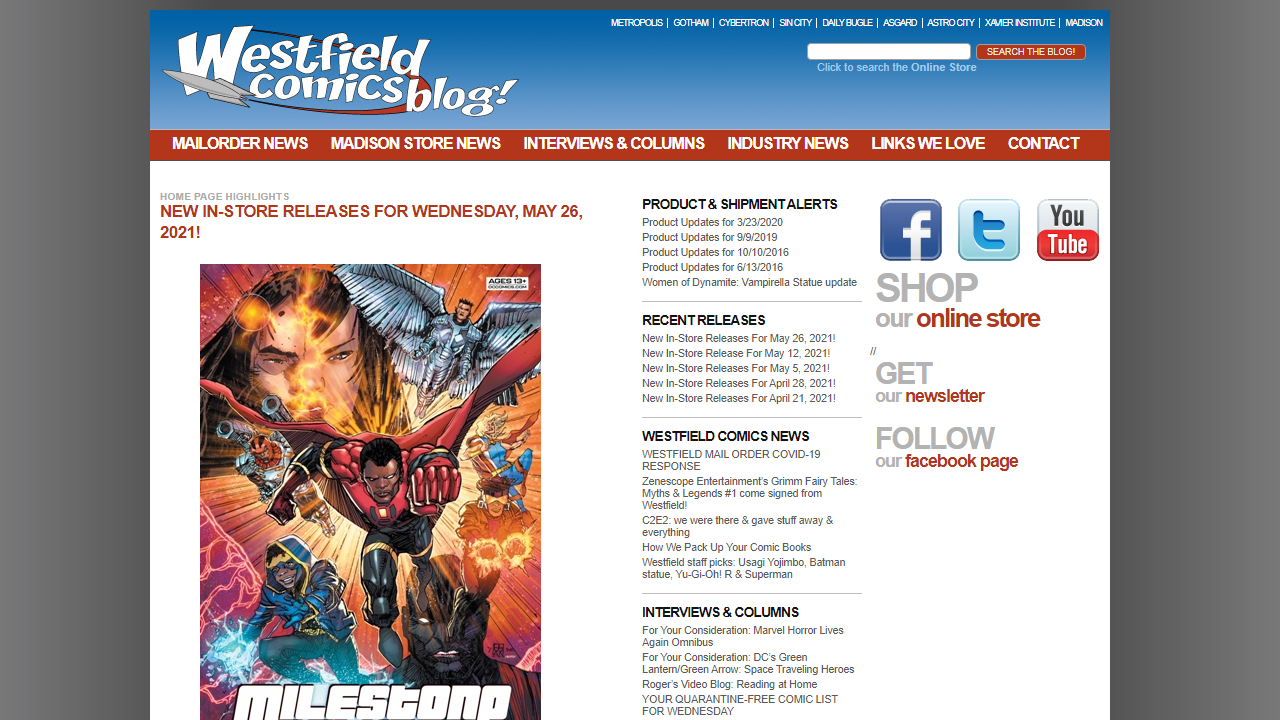 METROPOLIS GOTHAM CYBERTRON SIN CITY DAILY BUGLE ASGARD ASTRO CITY XAVIER INSTITUTE MADISON
Westfield
comics blog!
SEARCH THE BLOG!
Click to search the Online Store
MAILORDER NEWS MADISON STORE NEWS INTERVIEWS & COLUMNS INDUSTRY NEWS LINKS WE LOVE CONTACT
HOME PAGE HIGHLIGHTS
NEW IN-STORE RELEASES FOR WEDNESDAY, MAY 26,
2021!
AGES 13+
DCCOMICS.COM
PRODUCT & SHIPMENT ALERTS
Product Updates for 3/23/2020
Product Updates for 9/9/2019
Product Updates for 10/10/2016
Product Updates for 6/13/2016
Women of Dynamite: Vampirella Statue update
RECENT RELEASES
New In-Store Releases For May 26, 2021!
New In-Store Release For May 12, 2021!
New In-Store Releases For May 5, 2021!
New In-Store Releases For April 28, 2021!
New In-Store Releases For April 21, 2021!
WESTFIELD COMICS NEWS
WESTFIELD MAIL ORDER COVID-19
RESPONSE
Zenescope Entertainment's Grimm Fairy Tales:
Myths & Legends #1 come signed from
Westfield!
C2E2: we were there & gave stuff away &
everything
How We Pack Up Your Comic Books
Westfield staff picks: Usagi Yojimbo, Batman
statue, Yu-Gi-Oh! R & Superman
INTERVIEWS & COLUMNS
For Your Consideration: Marvel Horror Lives
Again Omnibus
For Your Consideration: DC's Green
Lantern/Green Arrow: Space Traveling Heroes
Roger's Video Blog: Reading at Home
YOUR QUARANTINE-FREE COMIC LIST
FOR WEDNESDAY
You
Tube
SHOP
our online store
//
GET
our newsletter
FOLLOW
our facebook page